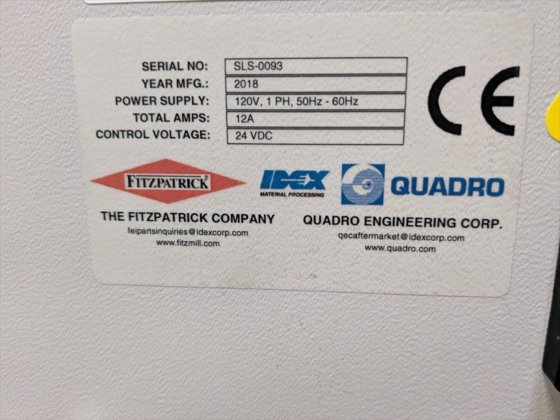 SERIAL NO: SLS-0093
YEAR MFG.: 2018
POWER SUPPLY: 120V, 1 PH, 50Hz - 60Hz
TOTAL AMPS: 12A
CONTROL VOLTAGE: 24 VDC
CE
FITZPATRICK IDEX QUADRO
MATERIAL PROCESSING
THE FITZPATRICK COMPANY QUADRO ENGINEERING CORP.
feipartsinquiries@idexcorp.com qecaftermarket@idexcorp.com
www.fitzmill.com www.quadro.com